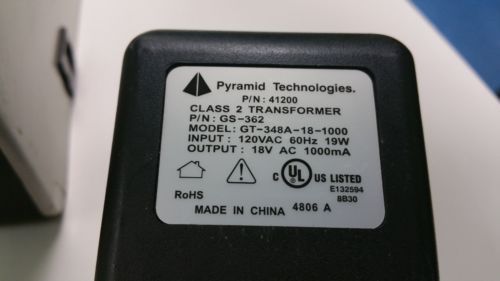 Pyramid Technologies.
P/N: 41200
CLASS 2 TRANSFORMER
P/N: GS-362
MODEL: GT-348A-18-1000
INPUT: 120VAC 60Hz 19W
OUTPUT: 18V AC 1000mA
C UL US LISTED
E132594
8B30
RoHS
MADE IN CHINA 4806 A